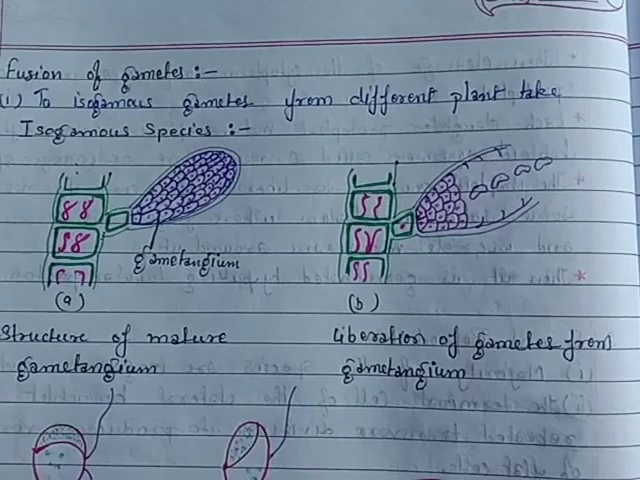 Fusion of gametes :-
(i) To isogamous gametes from different plant take
Isogamous Species :-
gametangium
(a)
(b)
Structure of mature
gametangium
Liberation of gametes from
gametangium